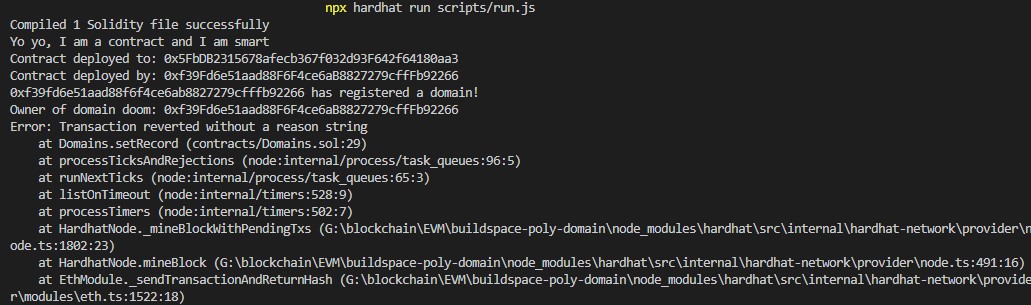 npx hardhat run scripts/run.js
Compiled 1 Solidity file successfully
Yo yo, I am a contract and I am smart
Contract deployed to: 0x5FbDB2315678afecb367f032d93F642f64180aa3
Contract deployed by: 0xf39Fd6e51aad88F6F4ce6aB8827279cffFb92266
0xf39fd6e51aad88f6f4ce6ab8827279cfffb92266 has registered a domain!
Owner of domain doom: 0xf39Fd6e51aad88F6F4ce6aB8827279cffFb92266
Error: Transaction reverted without a reason string
at Domains.setRecord (contracts/Domains.sol:29)
at processTicksAndRejections (node:internal/process/task_queues:96:5)
at runNextTicks (node:internal/process/task_queues:65:3)
at listOnTimeout (node:internal/timers:528:9)
at processTimers (node:internal/timers:502:7)
at HardhatNode._mineBlockWithPendingTxs (G:\blockchain\EVM\buildspace-poly-domain\node_modules\hardhat\src\internal\hardhat-network\provider\n
ode.ts:1802:23)
at HardhatNode.mineBlock (G:\blockchain\EVM\buildspace-poly-domain\node_modules\hardhat\src\internal\hardhat-network\provider\node.ts:491:16)
at EthModule._sendTransactionAndReturnHash (G:\blockchain\EVM\buildspace-poly-domain\node_modules\hardhat\src\internal\hardhat-network\provide
r\modules\eth.ts:1522:18)